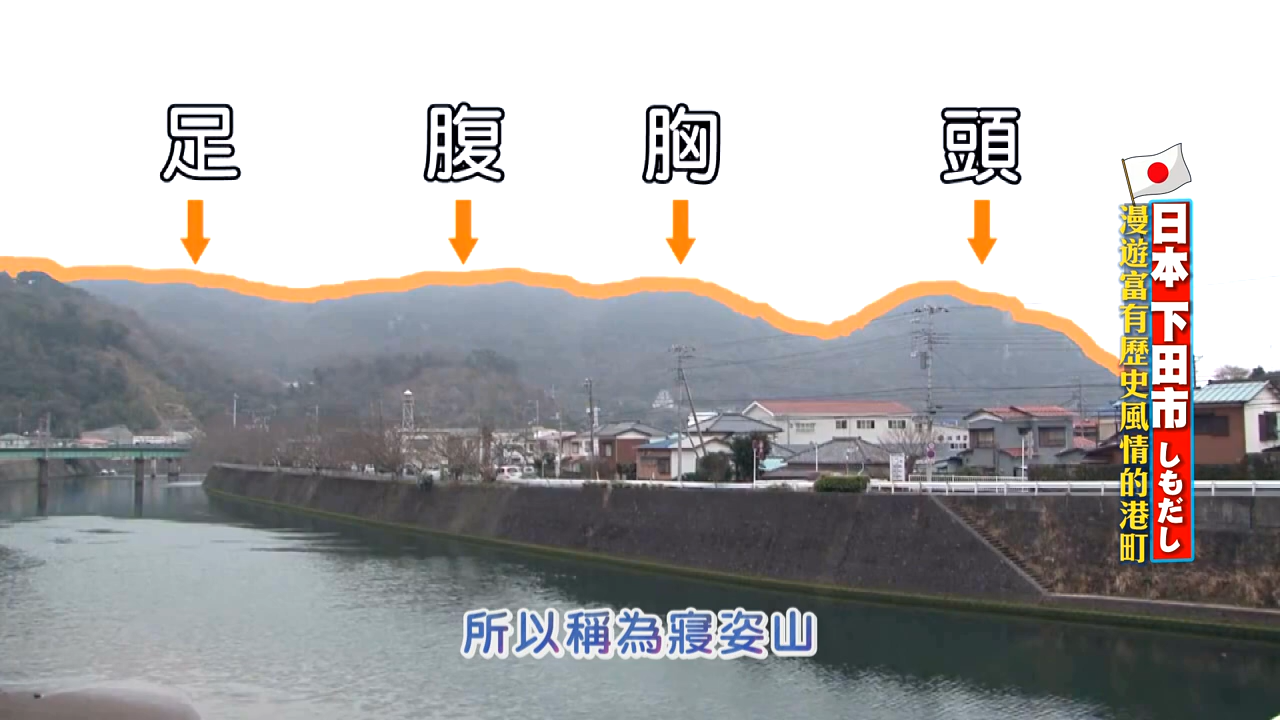 足 腹 胸 頭
日本 下田市 しもだし
漫遊富有歷史風情的港町
所以稱為寢姿山